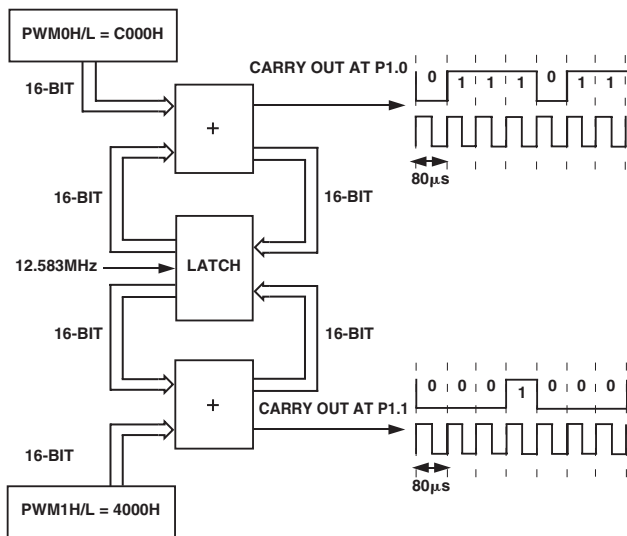 PWM0H/L = C000H
16-BIT
CARRY OUT AT P1.0
0 1 1 1 0 1 1
+
80µs
16-BIT
16-BIT
12.583MHz
LATCH
16-BIT
16-BIT
0 0 0 1 0 0 0
+
CARRY OUT AT P1.1
16-BIT
80µs
PWM1H/L = 4000H